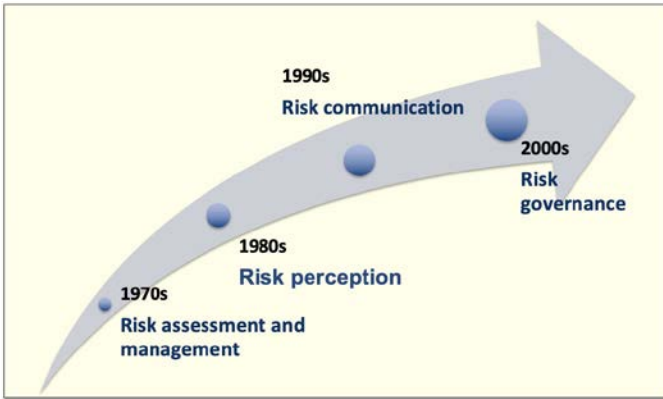 1990s
Risk communication
2000s
Risk
governance
1980s
Risk perception
1970s
Risk assessment and
management